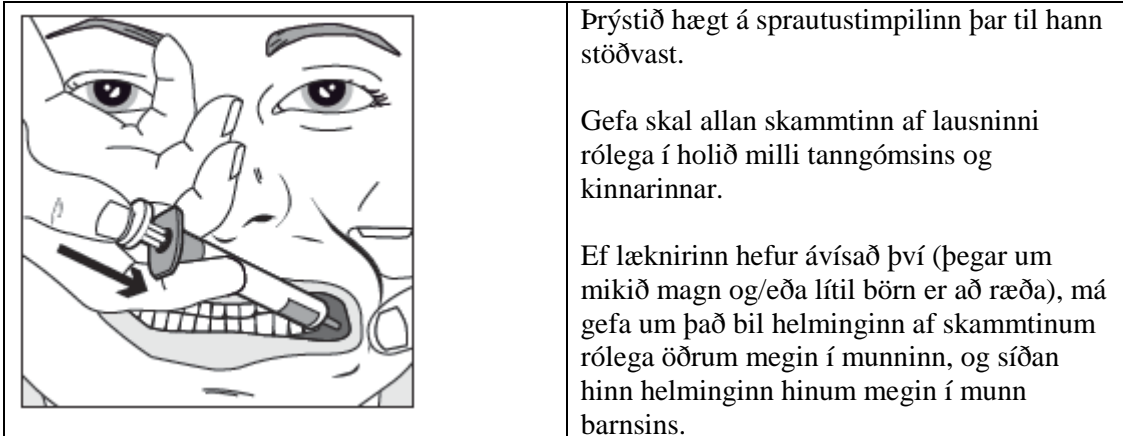 Þrýstið hægt á sprautustimpilinn þar til hann
stöðvast.
Gefa skal allan skammtinn af lausninni
rólega í holið milli tanngómsins og
kinnarinnar.
Ef læknirinn hefur ávísað því (þegar um
mikið magn og/eða lítil börn er að ræða), má
gefa um það bil helminginn af skammtinum
rólega öðrum megin í munninn, og síðan
hinn helminginn hinum megin í munn
barnsins.